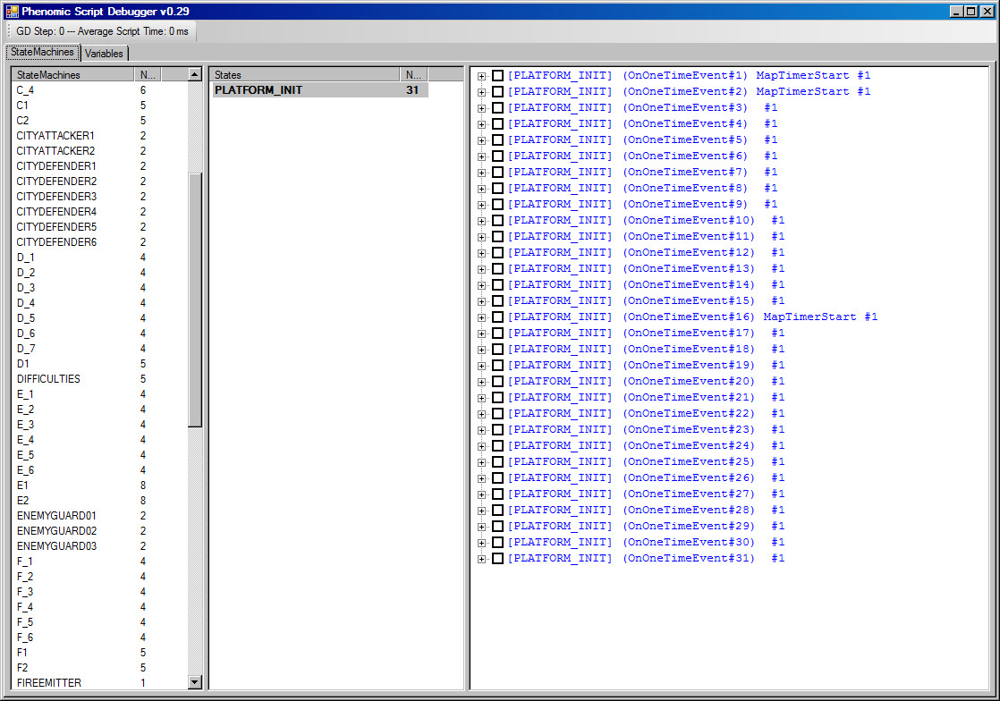 Phenomic Script Debugger v0.29
GD Step: 0 --- Average Script Time: 0 ms
StateMachines Variables
StateMachines N...
C_4 6
C1 5
C2 5
CITYATTACKER1 2
CITYATTACKER2 2
CITYDEFENDER1 2
CITYDEFENDER2 2
CITYDEFENDER3 2
CITYDEFENDER4 2
CITYDEFENDER5 2
CITYDEFENDER6 2
D_1 4
D_2 4
D_3 4
D_4 4
D_5 4
D_6 4
D_7 4
D1 5
DIFFICULTIES 5
E_1 4
E_2 4
E_3 4
E_4 4
E_5 4
E_6 4
E1 8
E2 8
ENEMYGUARD01 2
ENEMYGUARD02 2
ENEMYGUARD03 2
F_1 4
F_2 4
F_3 4
F_4 4
F_5 4
F_6 4
F1 5
F2 5
FIREEMITTER 1
States N...
PLATFORM_INIT 31
[PLATFORM_INIT] (OnOneTimeEvent#1) MapTimerStart #1
[PLATFORM_INIT] (OnOneTimeEvent#2) MapTimerStart #1
[PLATFORM_INIT] (OnOneTimeEvent#3) #1
[PLATFORM_INIT] (OnOneTimeEvent#4) #1
[PLATFORM_INIT] (OnOneTimeEvent#5) #1
[PLATFORM_INIT] (OnOneTimeEvent#6) #1
[PLATFORM_INIT] (OnOneTimeEvent#7) #1
[PLATFORM_INIT] (OnOneTimeEvent#8) #1
[PLATFORM_INIT] (OnOneTimeEvent#9) #1
[PLATFORM_INIT] (OnOneTimeEvent#10) #1
[PLATFORM_INIT] (OnOneTimeEvent#11) #1
[PLATFORM_INIT] (OnOneTimeEvent#12) #1
[PLATFORM_INIT] (OnOneTimeEvent#13) #1
[PLATFORM_INIT] (OnOneTimeEvent#14) #1
[PLATFORM_INIT] (OnOneTimeEvent#15) #1
[PLATFORM_INIT] (OnOneTimeEvent#16) MapTimerStart #1
[PLATFORM_INIT] (OnOneTimeEvent#17) #1
[PLATFORM_INIT] (OnOneTimeEvent#18) #1
[PLATFORM_INIT] (OnOneTimeEvent#19) #1
[PLATFORM_INIT] (OnOneTimeEvent#20) #1
[PLATFORM_INIT] (OnOneTimeEvent#21) #1
[PLATFORM_INIT] (OnOneTimeEvent#22) #1
[PLATFORM_INIT] (OnOneTimeEvent#23) #1
[PLATFORM_INIT] (OnOneTimeEvent#24) #1
[PLATFORM_INIT] (OnOneTimeEvent#25) #1
[PLATFORM_INIT] (OnOneTimeEvent#26) #1
[PLATFORM_INIT] (OnOneTimeEvent#27) #1
[PLATFORM_INIT] (OnOneTimeEvent#28) #1
[PLATFORM_INIT] (OnOneTimeEvent#29) #1
[PLATFORM_INIT] (OnOneTimeEvent#30) #1
[PLATFORM_INIT] (OnOneTimeEvent#31) #1